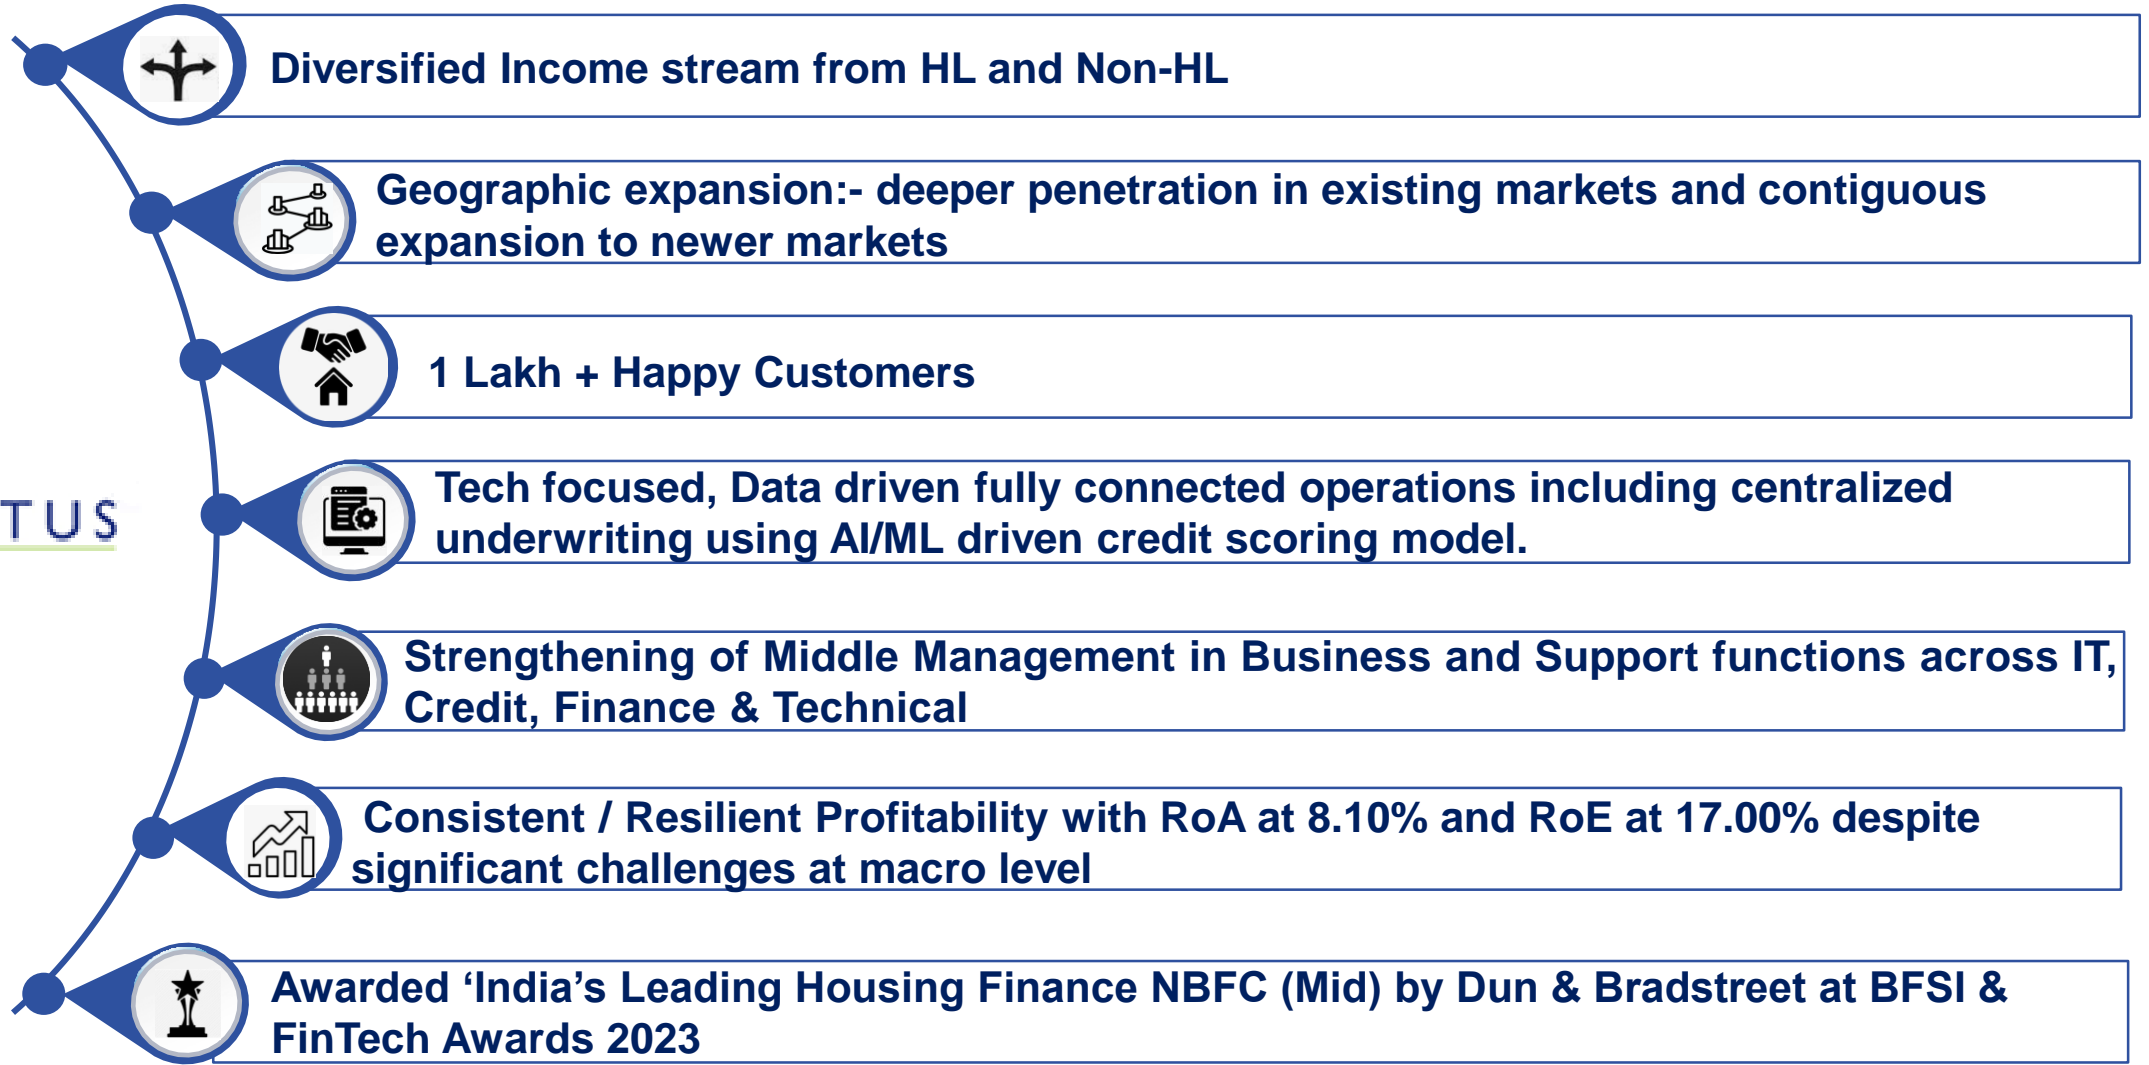 Diversified Income stream from HL and Non-HL
Geographic expansion:- deeper penetration in existing markets and contiguous
expansion to newer markets
1 Lakh + Happy Customers
TUS
Tech focused, Data driven fully connected operations including centralized
underwriting using AI/ML driven credit scoring model.
Strengthening of Middle Management in Business and Support functions across IT,
Credit, Finance & Technical
Consistent / Resilient Profitability with RoA at 8.10% and RoE at 17.00% despite
significant challenges at macro level
Awarded ‘India’s Leading Housing Finance NBFC (Mid) by Dun & Bradstreet at BFSI &
FinTech Awards 2023